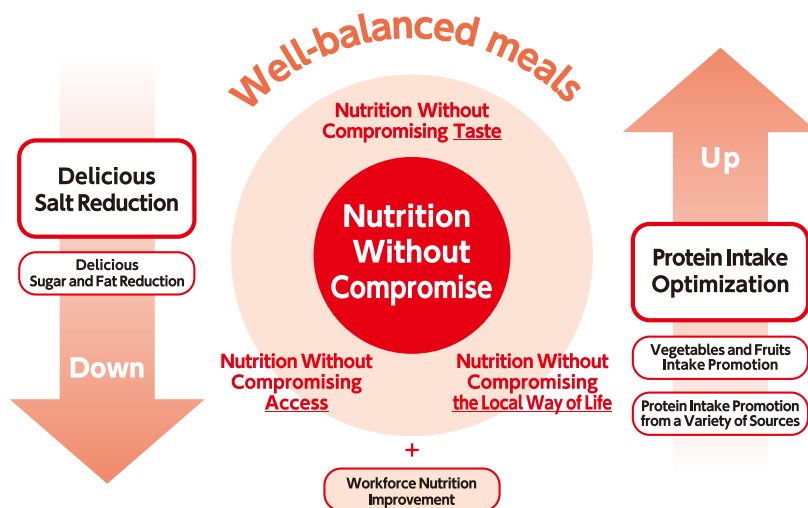 Well-balanced meals
Nutrition Without
Compromising Taste
Nutrition
Without
Compromise
Nutrition Without
Compromising
Access
Nutrition Without
Compromising
the Local Way of Life
+
Workforce Nutrition
Improvement
Delicious
Salt Reduction
Delicious
Sugar and Fat Reduction
Down
Up
Protein Intake
Optimization
Vegetables and Fruits
Intake Promotion
Protein Intake Promotion
from a Variety of Sources